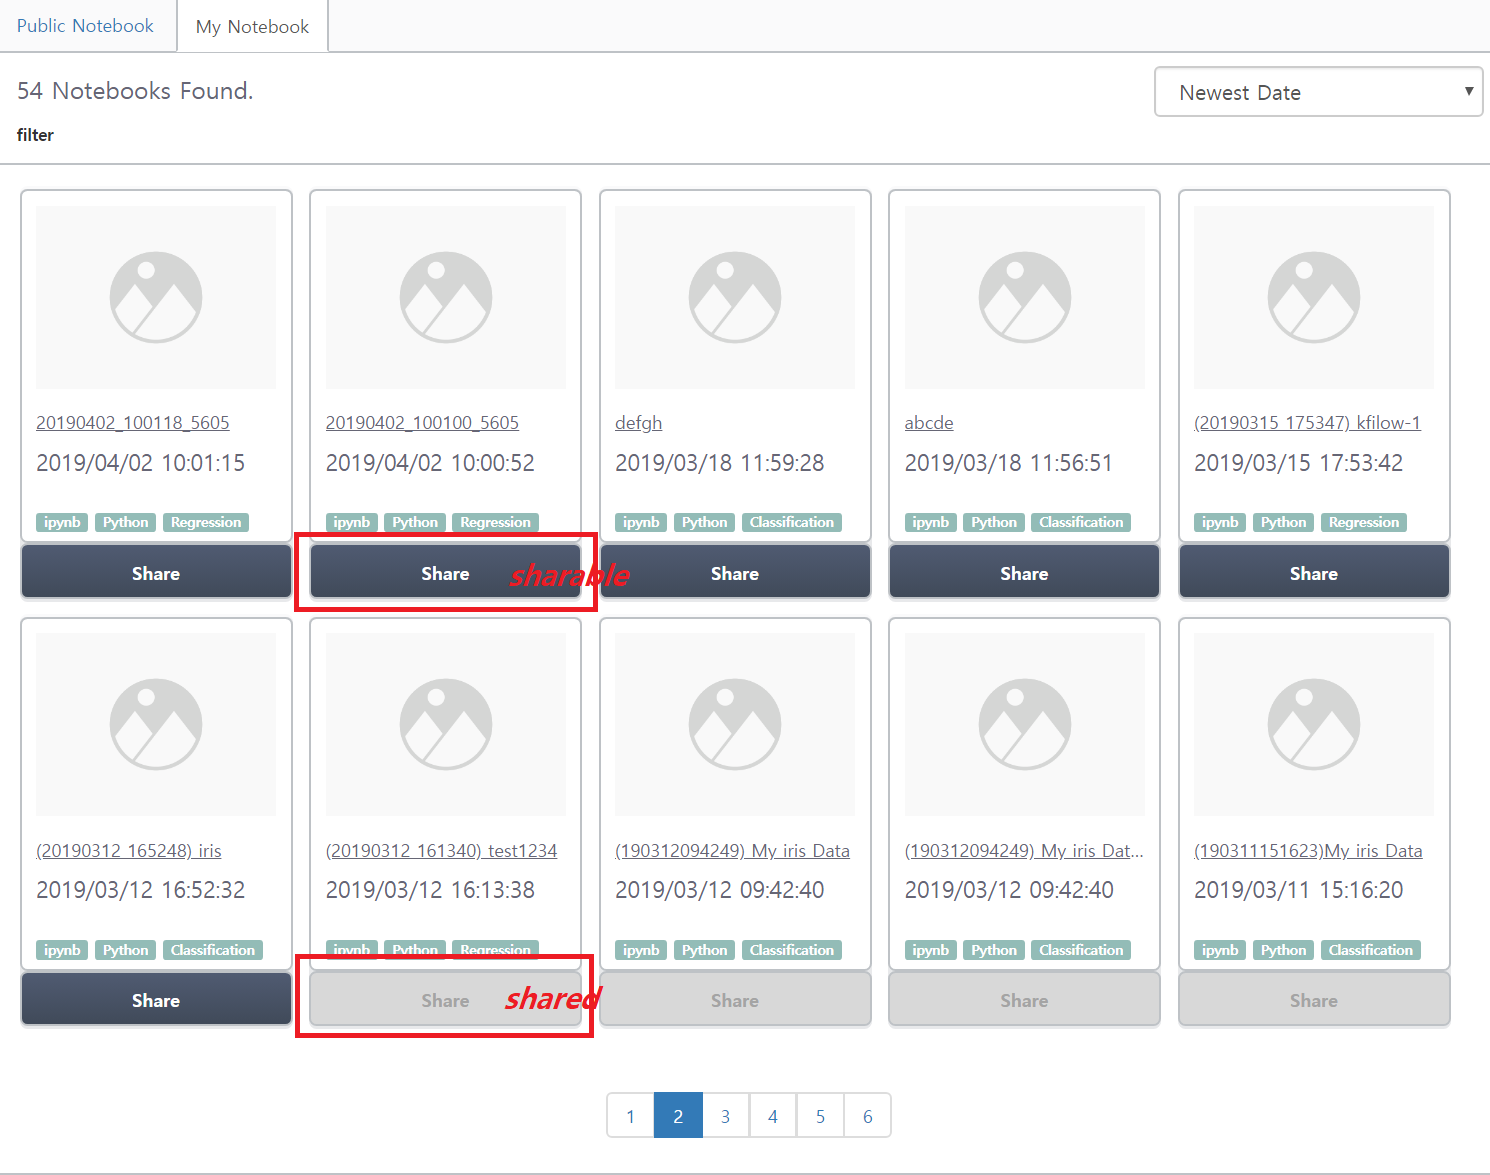 Public Notebook
My Notebook
54 Notebooks Found.
Newest Date
filter
20190402_100118_5605
2019/04/02 10:01:15
ipynb Python Regression
Share
20190402_100100_5605
2019/04/02 10:00:52
ipynb Python Regression
Share
sharable
defgh
2019/03/18 11:59:28
ipynb Python Classification
Share
abcde
2019/03/18 11:56:51
ipynb Python Classification
Share
(20190315_175347)_kfilow-1
2019/03/15 17:53:42
ipynb Python Regression
Share
(20190312_165248)_iris
2019/03/12 16:52:32
ipynb Python Classification
Share
(20190312_161340)_test1234
2019/03/12 16:13:38
ipynb Python Regression
Share
shared
(190312094249)_My_iris_Data
2019/03/12 09:42:40
ipynb Python Classification
Share
(190312094249)_My_iris_Dat...
2019/03/12 09:42:40
ipynb Python Classification
Share
(190311151623)My_iris_Data
2019/03/11 15:16:20
ipynb Python Classification
Share
1 2 3 4 5 6